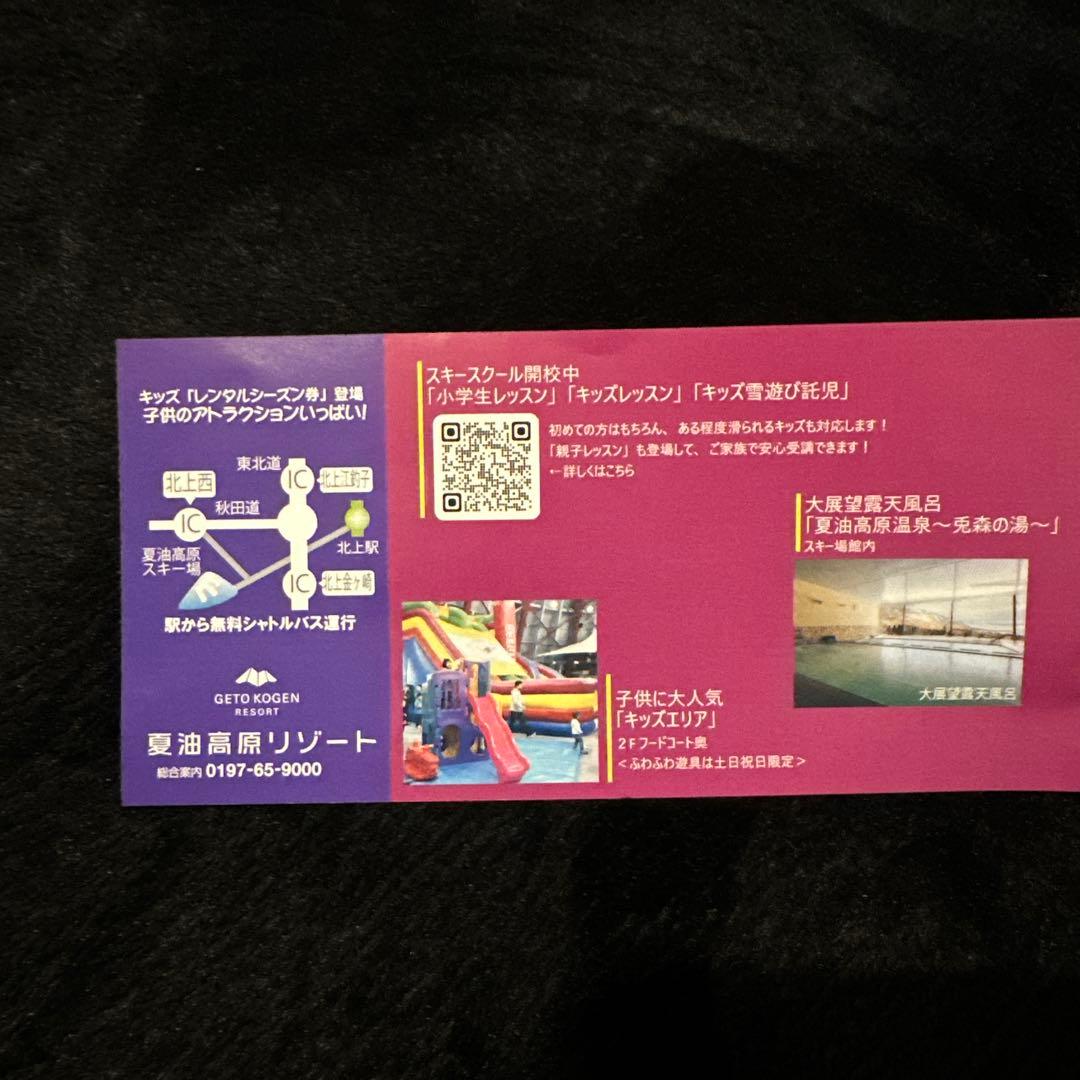 キッズ「レンタルシーズン券」登場
子供のアトラクションいっぱい!
東北道
IC
北上江釣子
北上西
秋田道
IC
北上駅
夏油高原
スキー場
IC
北上金ヶ崎
駅から無料シャトルバス運行
GETO KOGEN
RESORT
夏油高原リゾート
総合案内 0197-65-9000
スキースクール開校中
「小学生レッスン」「キッズレッスン」「キッズ雪遊び託児」
初めての方はもちろん、ある程度滑られるキッズも対応します!
「親子レッスン」も登場して、ご家族で安心受講できます!
←詳しくはこちら
大展望露天風呂
「夏油高原温泉～兎森の湯～」
スキー場館内
大展望露天風呂
子供に大人気
「キッズエリア」
2Fフードコート奥
<ふわふわ遊具は土日祝日限定>